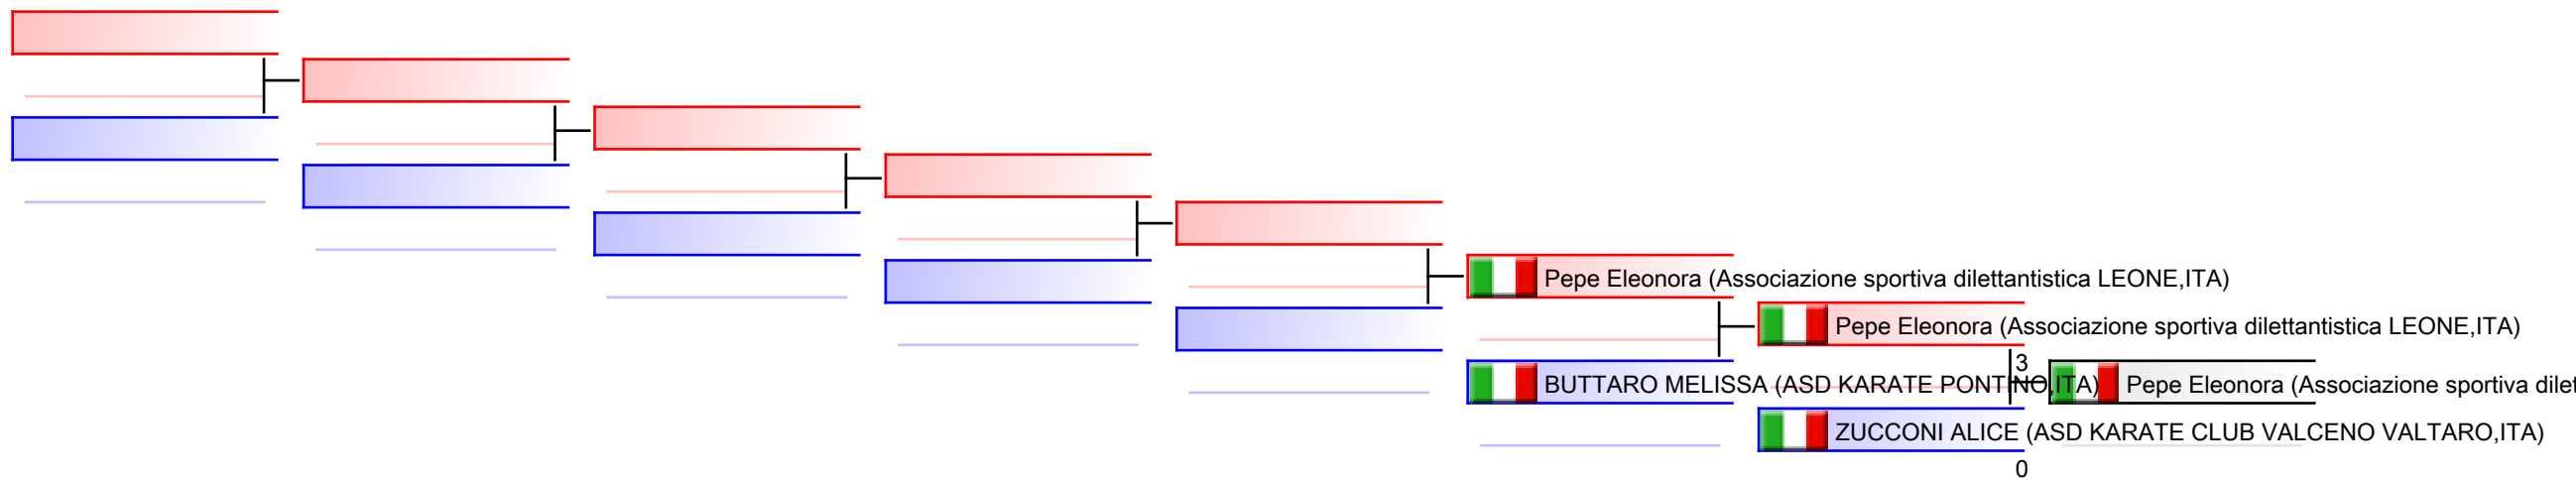 Pepe Eleonora (Associazione sportiva dilettantistica LEONE,ITA)
Pepe Eleonora (Associazione sportiva dilettantistica LEONE,ITA)
3
BUTTARO MELISSA (ASD KARATE PONTINO,ITA)
Pepe Eleonora (Associazione sportiva dilet
ZUCCONI ALICE (ASD KARATE CLUB VALCENO VALTARO,ITA)
0